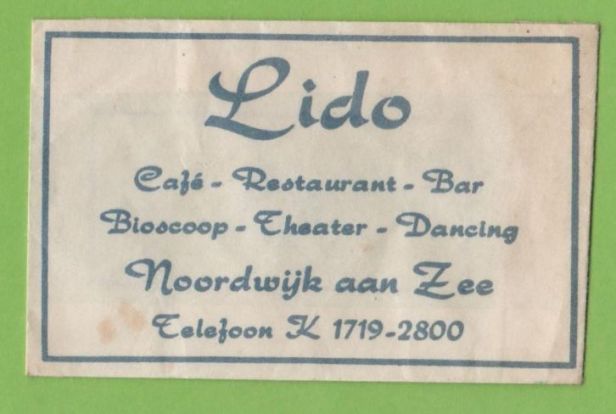 Lido
Café - Restaurant - Bar
Bioscoop - Theater - Dancing
Noordwijk aan Zee
Telefoon K 1719-2800